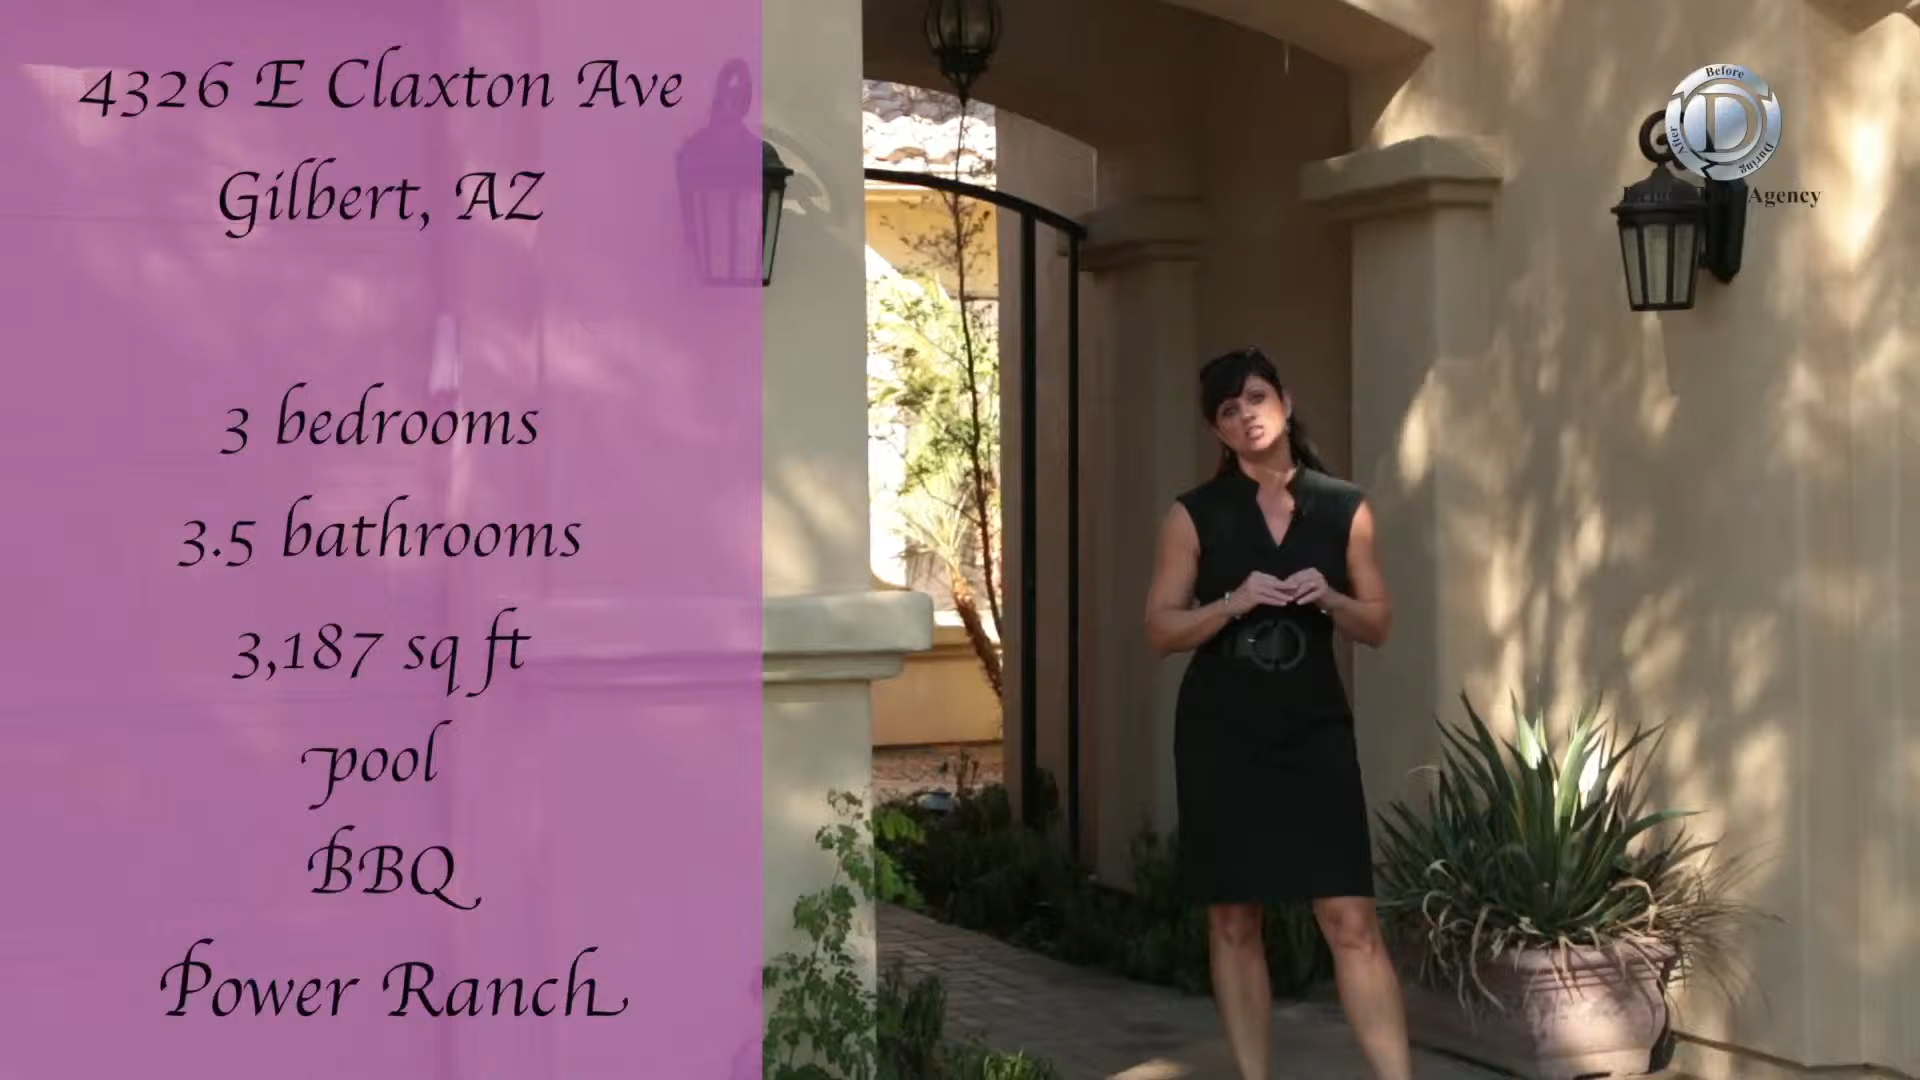 4326 E Claxton Ave
Gilbert, AZ
3 bedrooms
3.5 bathrooms
3,187 sq ft
pool
BBQ
Power Ranch
Before
D
During
After
Agency